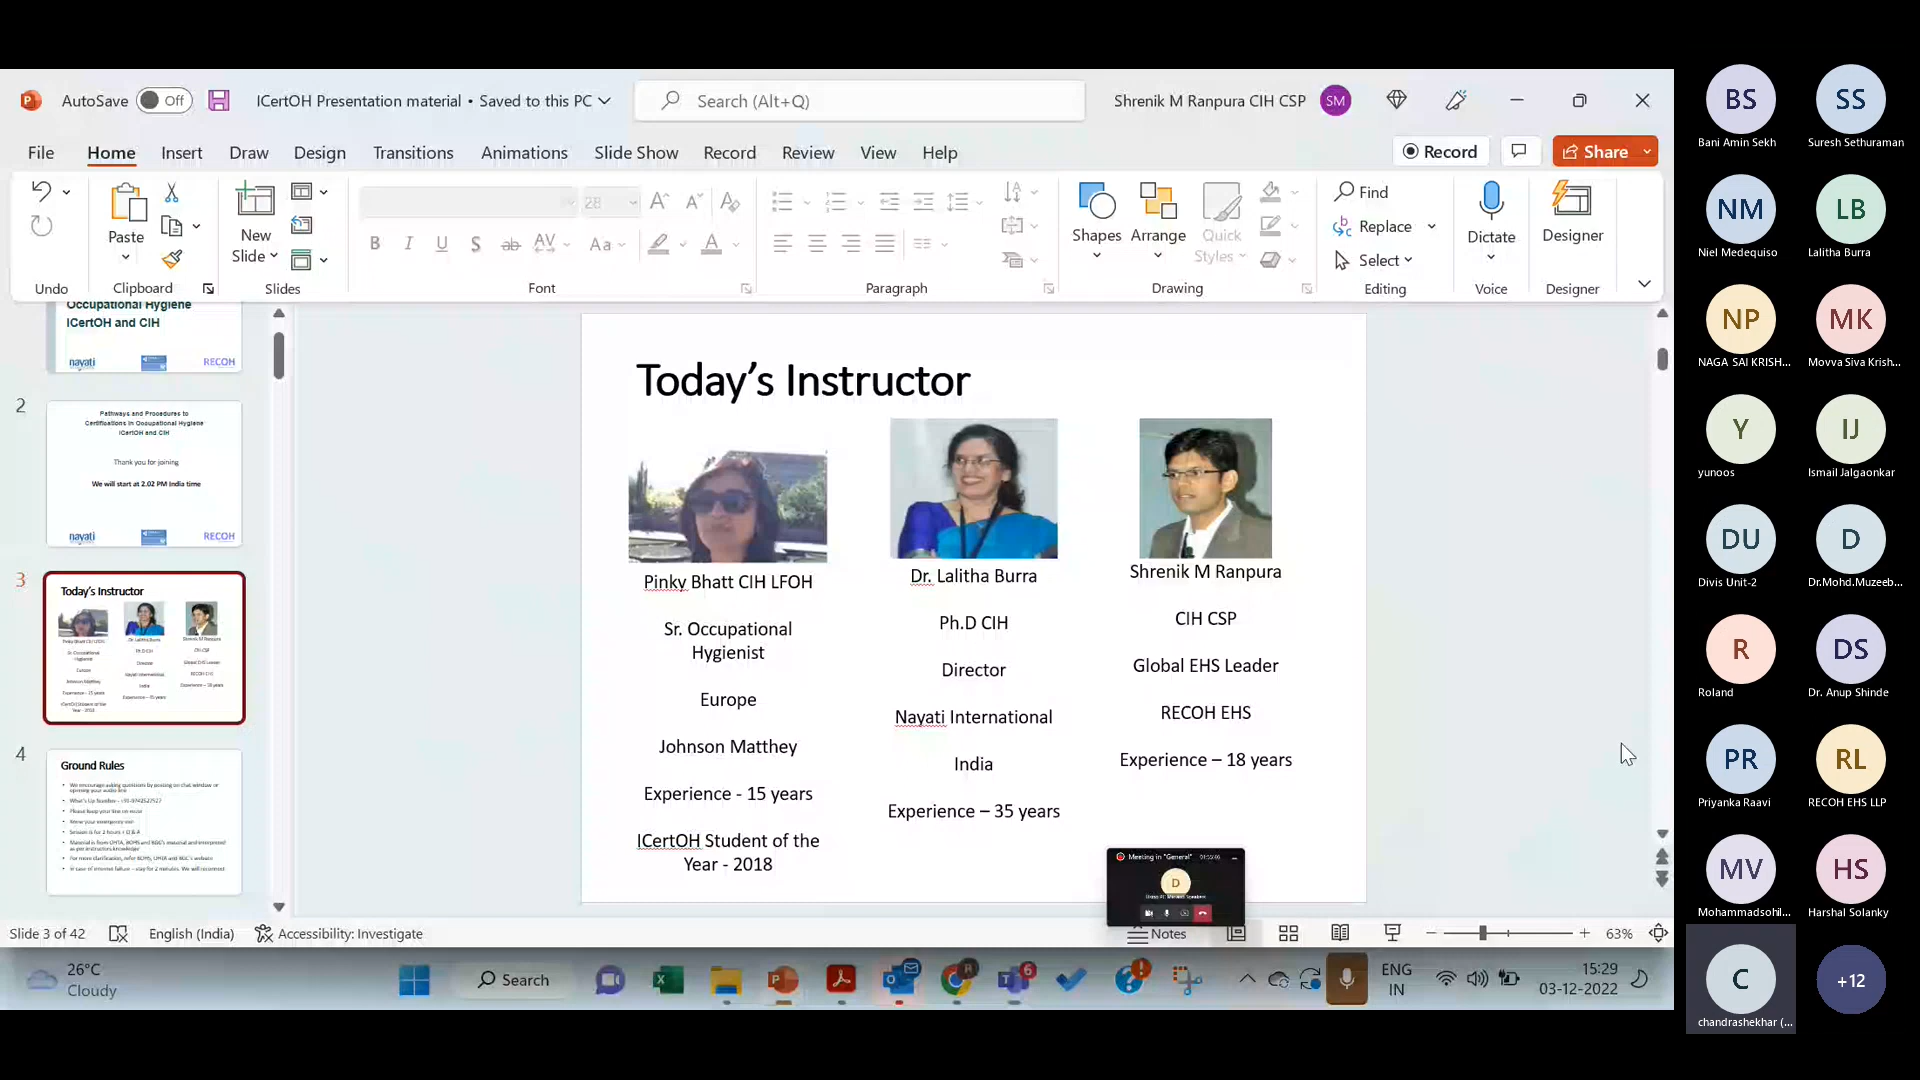 AutoSave Off ICertOH Presentation material • Saved to this PC Search (Alt+Q) Shrenik M Ranpura CIH CSP SM
File Home Insert Draw Design Transitions Animations Slide Show Record Review View Help Record Share
Paste
New
Slide
28
B I U S ab AV Aa A
Shapes Arrange Quick
Styles
Find
Replace
Select
Dictate
Designer
Undo Clipboard Slides Font Paragraph Drawing Editing Voice Designer
Occupational Hygiene
ICertOH and CIH
nayati RECOH
2
Pathways and Procedures to
Certifications in Occupational Hygiene
ICertOH and CIH
Thank you for joining
We will start at 2.02 PM India time
nayati RECOH
3
Today's Instructor
4
Ground Rules
Today’s Instructor
Pinky Bhatt CIH LFOH
Sr. Occupational
Hygienist
Europe
Johnson Matthey
Experience - 15 years
ICertOH Student of the
Year - 2018
Dr. Lalitha Burra
Ph.D CIH
Director
Nayati International
India
Experience – 35 years
Shrenik M Ranpura
CIH CSP
Global EHS Leader
RECOH EHS
Experience – 18 years
Meeting in "General"
D
Slide 3 of 42 English (India) Accessibility: Investigate Notes 63%
26°C
Cloudy
Search
6
ENG
IN
15:29
03-12-2022
BS
Bani Amin Sekh
SS
Suresh Sethuraman
NM
Niel Medequiso
LB
Lalitha Burra
NP
NAGA SAI KRISH...
MK
Movva Siva Krish...
Y
yunoos
IJ
Ismail Jalgaonkar
DU
Divis Unit-2
D
Dr.Mohd.Muzeeb...
R
Roland
DS
Dr. Anup Shinde
PR
Priyanka Raavi
RL
RECOH EHS LLP
MV
Mohammadsohil...
HS
Harshal Solanky
C
chandrashekhar (...
+12